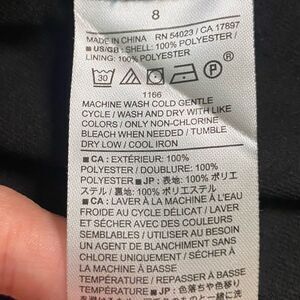 8
MADE IN CHINA RN 54023 / CA 17897
■ US/GB: SHELL: 100% POLYESTER /
LINING: 100% POLYESTER
30 P
1166
MACHINE WASH COLD GENTLE
CYCLE / WASH AND DRY WITH LIKE
COLORS / ONLY NON-CHLORINE
BLEACH WHEN NEEDED / TUMBLE
DRY LOW / COOL IRON
■ CA : EXTÉRIEUR: 100%
POLYESTER / DOUBLURE: 100%
POLYESTER ■ JP : 表地: 100% ポリエ
ステル / 裏地: 100% ポリエステル
■ CA : LAVER À LA MACHINE À L'EAU
FROIDE AU CYCLE DÉLICAT / LAVER
ET SÉCHER AVEC DES COULEURS
SEMBLABLES / UTILISER AU BESOIN
UN AGENT DE BLANCHIMENT SANS
CHLORE UNIQUEMENT / SÉCHER À
LA MACHINE À BASSE
TEMPÉRATURE / REPASSER À BASSE
TEMPÉRATURE ■ JP : 色落ちや色移り